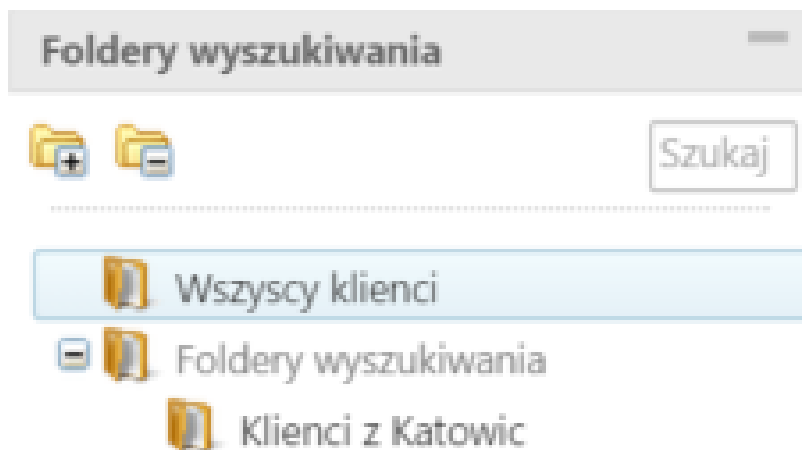 Foldery wyszukiwania
Szukaj
Wszyscy klienci
Foldery wyszukiwania
Klienci z Katowic